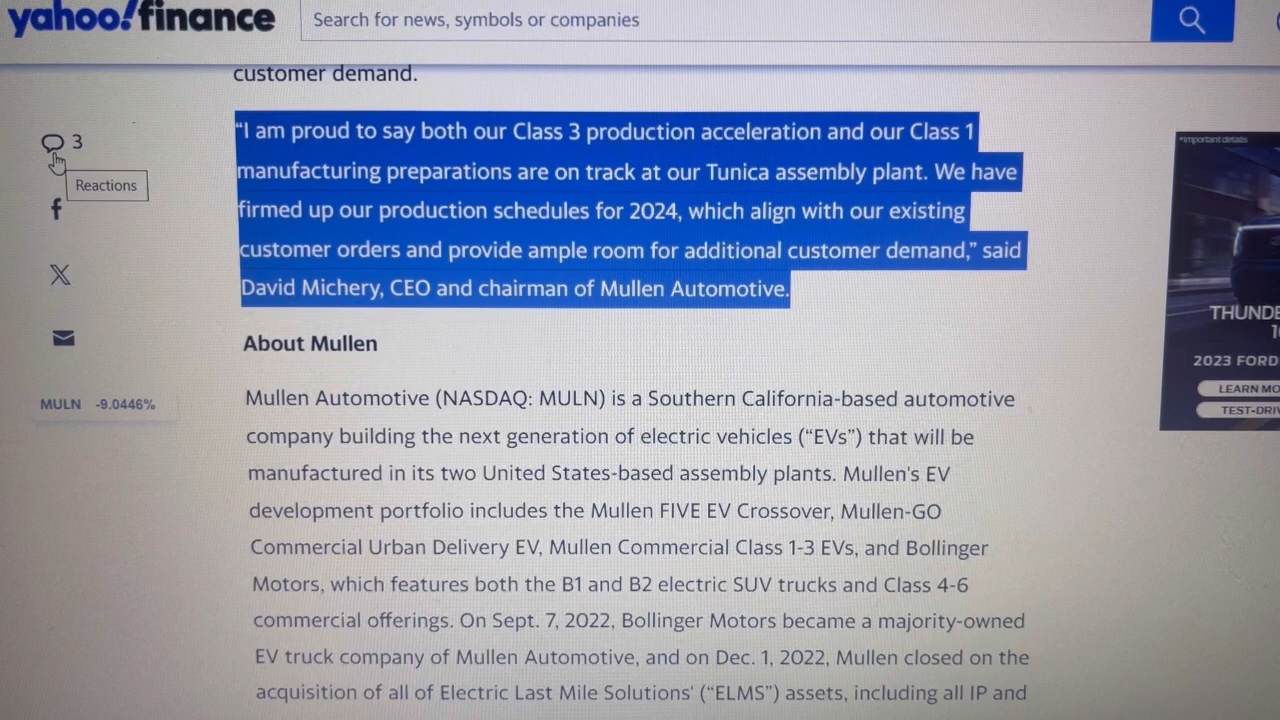 yahoo!finance
Search for news, symbols or companies
customer demand.
3
Reactions
MULN -9.0446%
“I am proud to say both our Class 3 production acceleration and our Class 1
manufacturing preparations are on track at our Tunica assembly plant. We have
firmed up our production schedules for 2024, which align with our existing
customer orders and provide ample room for additional customer demand,” said
David Michery, CEO and chairman of Mullen Automotive.
About Mullen
Mullen Automotive (NASDAQ: MULN) is a Southern California-based automotive
company building the next generation of electric vehicles (“EVs”) that will be
manufactured in its two United States-based assembly plants. Mullen's EV
development portfolio includes the Mullen FIVE EV Crossover, Mullen-GO
Commercial Urban Delivery EV, Mullen Commercial Class 1-3 EVs, and Bollinger
Motors, which features both the B1 and B2 electric SUV trucks and Class 4-6
commercial offerings. On Sept. 7, 2022, Bollinger Motors became a majority-owned
EV truck company of Mullen Automotive, and on Dec. 1, 2022, Mullen closed on the
acquisition of all of Electric Last Mile Solutions' (“ELMS”) assets, including all IP and
*Important details
THUNDE
1
2023 FORD
LEARN MO
TEST-DRI